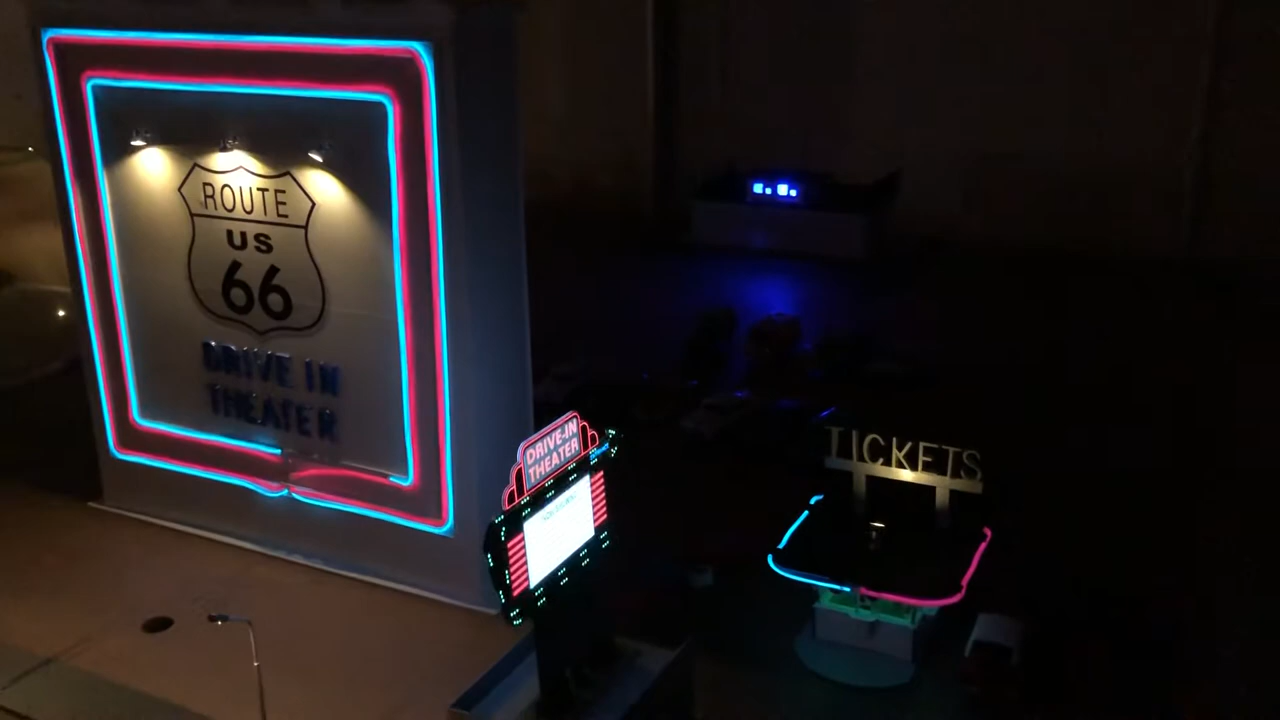 ROUTE
US
66
DRIVE IN
THEATER
DRIVE-IN
THEATER
TICKETS